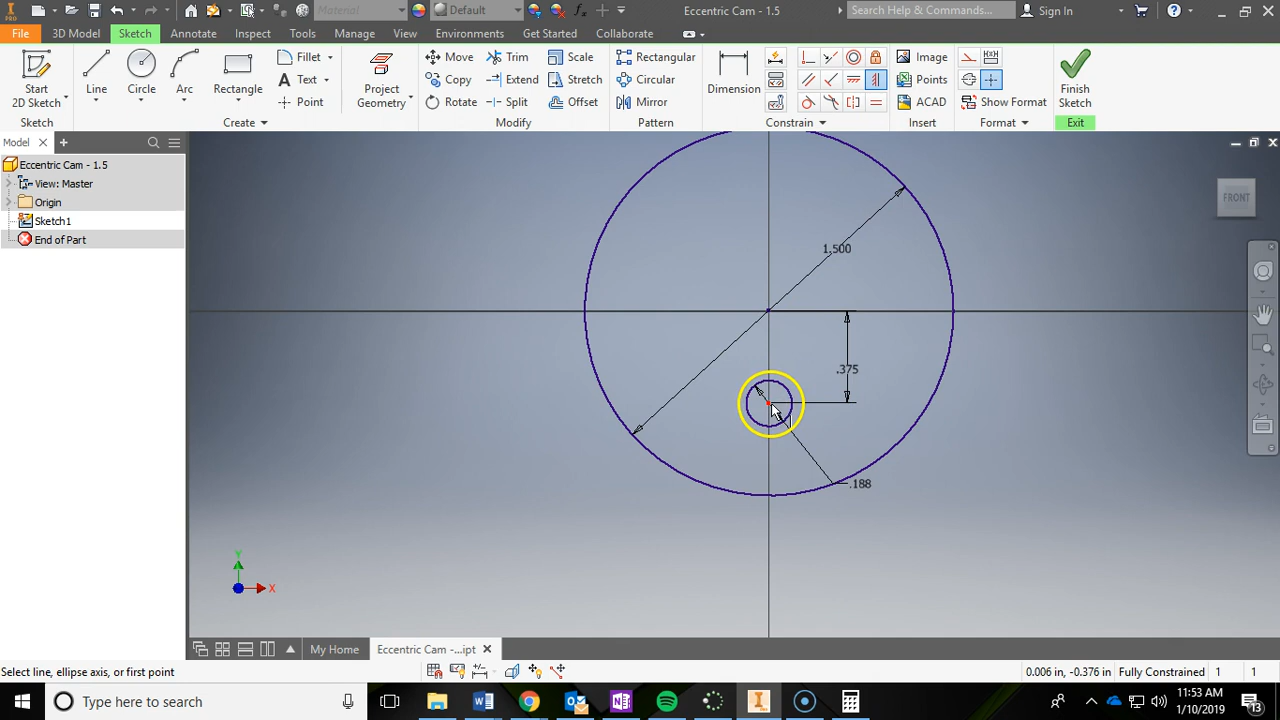 PRO
Material
Default
Eccentric Cam - 1.5
Search Help & Commands...
Sign In
File
3D Model
Sketch
Annotate
Inspect
Tools
Manage
View
Environments
Get Started
Collaborate
Start
2D Sketch
Line
Circle
Arc
Rectangle
Fillet
Text
Point
Project
Geometry
Move
Copy
Rotate
Trim
Extend
Split
Scale
Stretch
Offset
Rectangular
Circular
Mirror
Dimension
Image
Points
ACAD
Show Format
Finish
Sketch
Sketch
Create
Modify
Pattern
Constrain
Insert
Format
Exit
Model
Eccentric Cam - 1.5
View: Master
Origin
Sketch1
End of Part
FRONT
1.500
.375
.188
Y
X
My Home
Eccentric Cam -...ipt
Select line, ellipse axis, or first point
0.006 in, -0.376 in
Fully Constrained
1
1
Type here to search
11:53 AM
1/10/2019
13